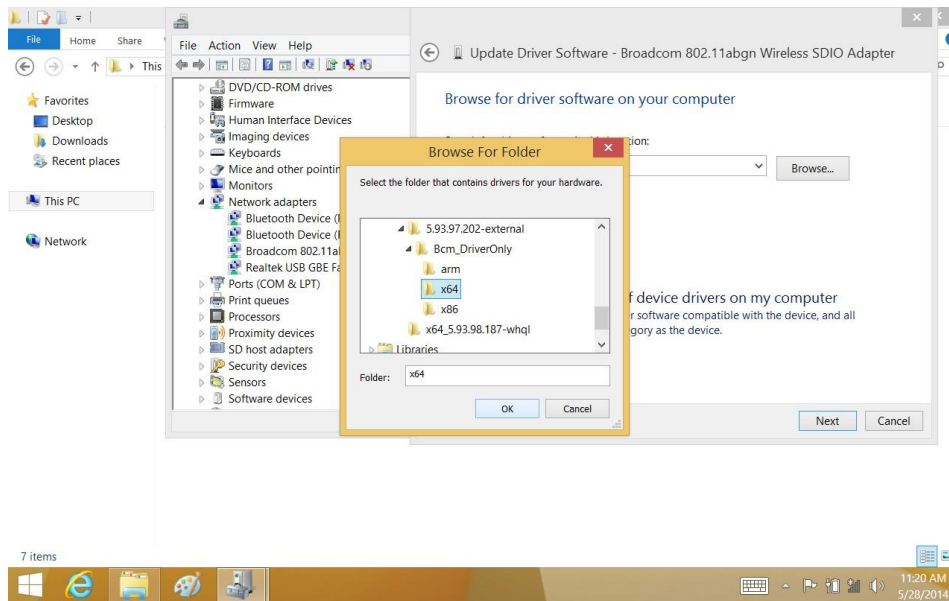 File Home Share
This
Favorites
Desktop
Downloads
Recent places
This PC
Network
7 items
File Action View Help
DVD/CD-ROM drives
Firmware
Human Interface Devices
Imaging devices
Keyboards
Mice and other pointin
Monitors
Network adapters
Bluetooth Device (
Bluetooth Device (
Broadcom 802.11a
Realtek USB GBE Fa
Ports (COM & LPT)
Print queues
Processors
Proximity devices
SD host adapters
Security devices
Sensors
Software devices
Update Driver Software - Broadcom 802.11abgn Wireless SDIO Adapter
Browse for driver software on your computer
tion:
Browse...
f device drivers on my computer
r software compatible with the device, and all
gory as the device.
Next Cancel
Browse For Folder
Select the folder that contains drivers for your hardware.
5.93.97.202-external
Bcm_DriverOnly
arm
x64
x86
x64_5.93.98.187-whql
Libraries
Folder: x64
OK Cancel
11:20 AM
5/28/2014